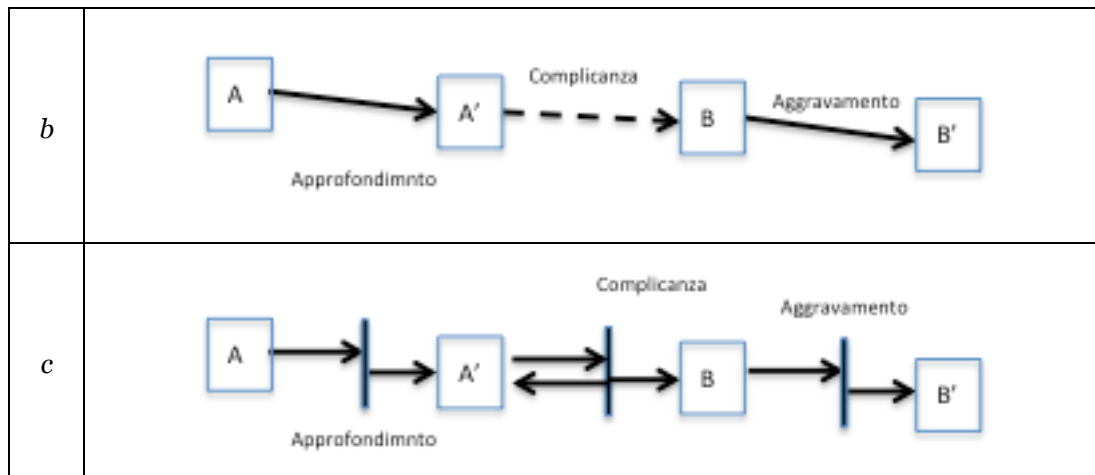 b
Complicanza
Aggravamento
A
A'
B
B'
Approfondimnto
c
Complicanza
Aggravamento
A
A'
B
B'
Approfondimnto